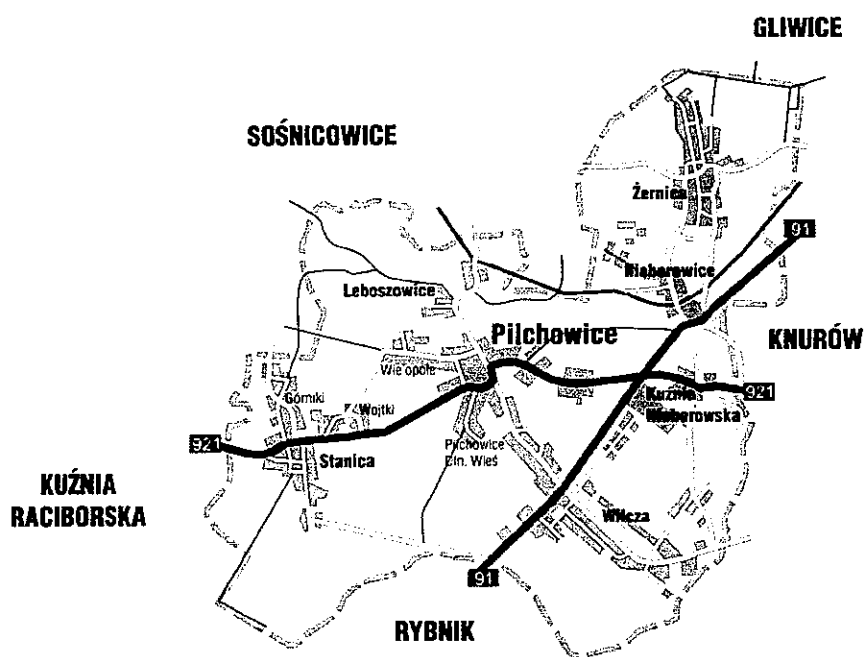 GLIWICE
SOŚNICOWICE
Żernica
91
Nieborowice
Leboszowice
Pilchowice
KNURÓW
Wielopole
Kuźnia
Nieborowska
921
Górniki
Wojtki
921
Stanica
Pilchowice
Wieś
KUŹNIA
RACIBORSKA
Wilcza
91
RYBNIK